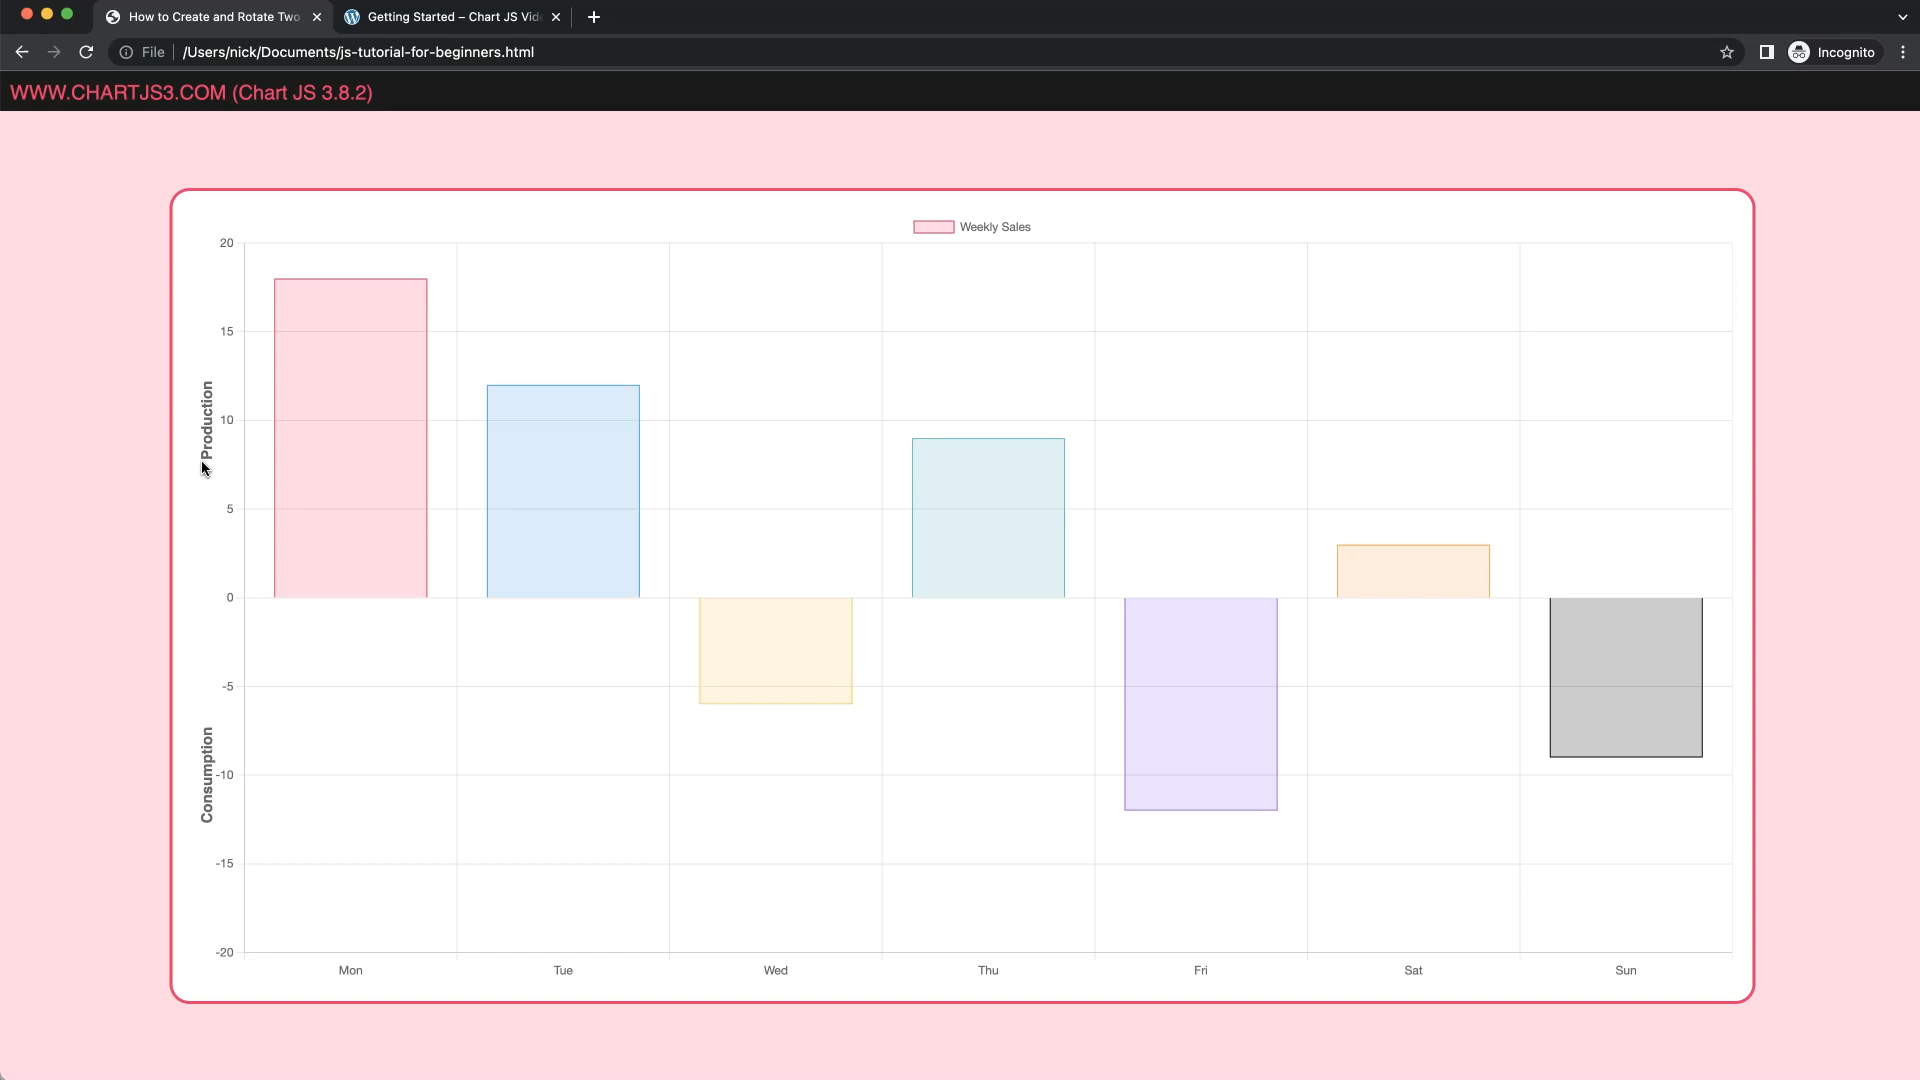 How to Create and Rotate Two
Getting Started – Chart JS Vid
File
/Users/nick/Documents/js-tutorial-for-beginners.html
Incognito
WWW.CHARTJS3.COM (Chart JS 3.8.2)
Weekly Sales
20
15
10
5
0
-5
-10
-15
-20
Production
Consumption
Mon Tue Wed Thu Fri Sat Sun